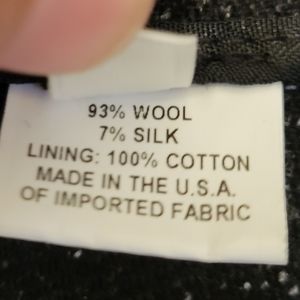 93% WOOL
7% SILK
LINING: 100% COTTON
MADE IN THE U.S.A.
OF IMPORTED FABRIC